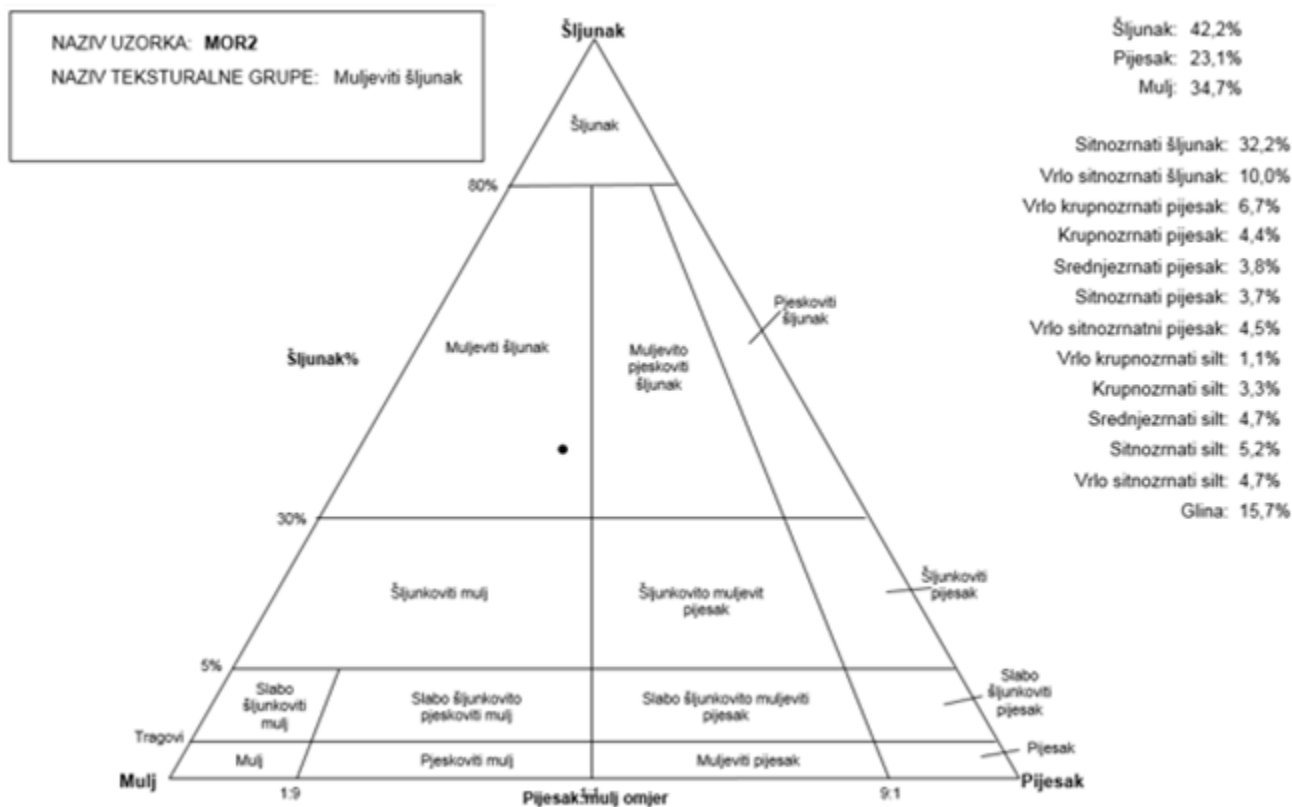 NAZIV UZORKA: MOR2
NAZIV TEKSTURALNE GRUPE: Muljeviti šljunak
Šljunak
Šljunak: 42,2%
Pijesak: 23,1%
Mulj: 34,7%
Sitnozrnati šljunak: 32,2%
Vrlo sitnozrnati šljunak: 10,0%
Vrlo krupnozrnati pijesak: 6,7%
Krupnozrnati pijesak: 4,4%
Srednjezrnati pijesak: 3,8%
Sitnozrnati pijesak: 3,7%
Vrlo sitnozrnatni pijesak: 4,5%
Vrlo krupnozrnati silt: 1,1%
Krupnozrnati silt: 3,3%
Srednjezrnati silt: 4,7%
Sitnozrnati silt: 5,2%
Vrlo sitnozrnati silt: 4,7%
Glina: 15,7%
Šljunak
80%
Pjeskoviti
šljunak
Šljunak%
Muljeviti šljunak
Muljevito
pjeskoviti
šljunak
30%
Šljunkoviti mulj
Šljunkovito muljevit
pijesak
Šljunkoviti
pijesak
5%
Slabo
šljunkoviti
mulj
Slabo šljunkovito
pjeskoviti mulj
Slabo šljunkovito muljeviti
pijesak
Slabo
šljunkoviti
pijesak
Tragovi
Mulj
Pjeskoviti mulj
Muljeviti pijesak
Pijesak
Mulj
Pijesak
1:9
9:1
Pijesak:mulj omjer